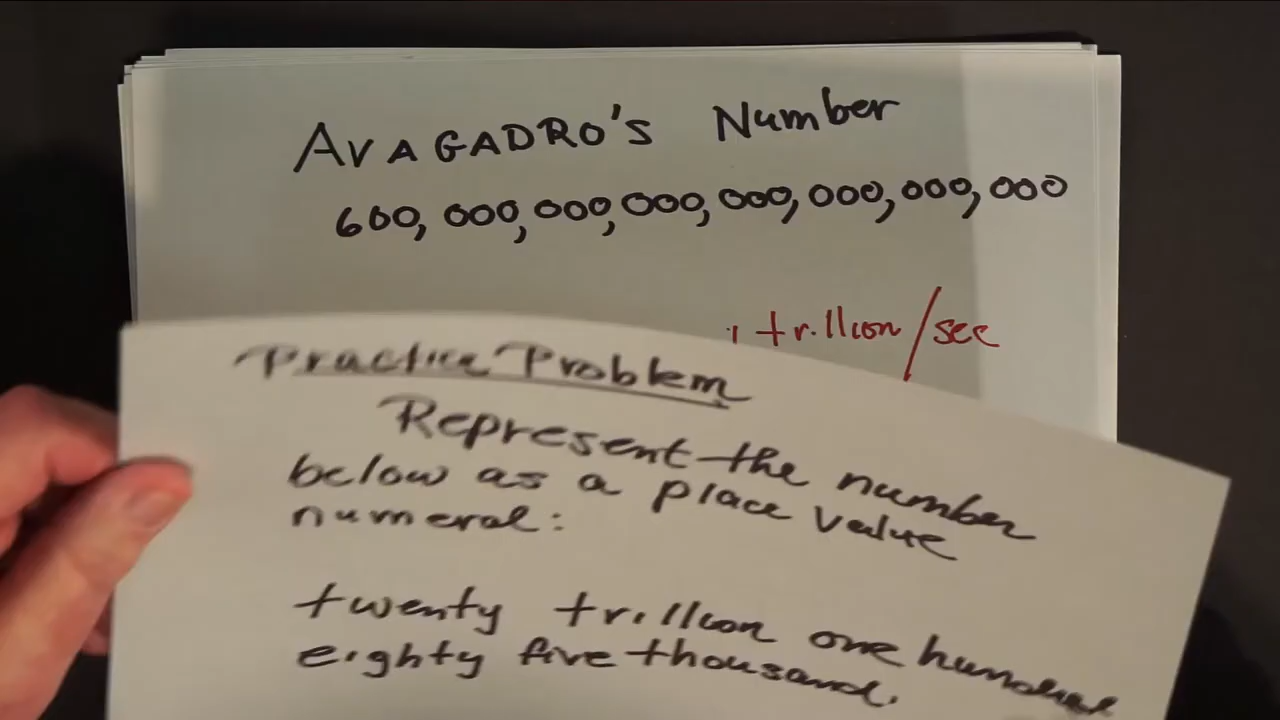 AVAGADRO's Number
600,000,000,000,000,000,000,000
1 trillion/sec
Practice Problem
Represent the number
below as a place value
numeral:
twenty trillion one hundred
eighty five thousand.